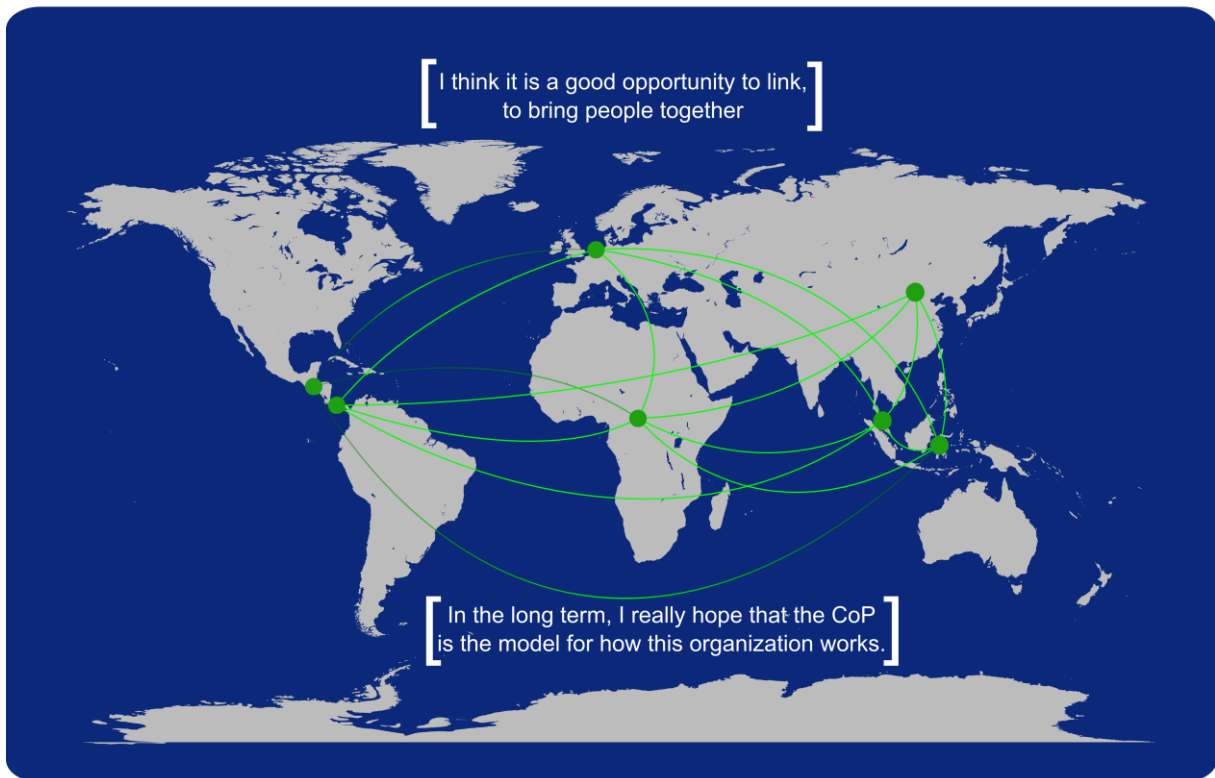 I think it is a good opportunity to link,
to bring people together
In the long term, I really hope that the CoP
is the model for how this organization works.